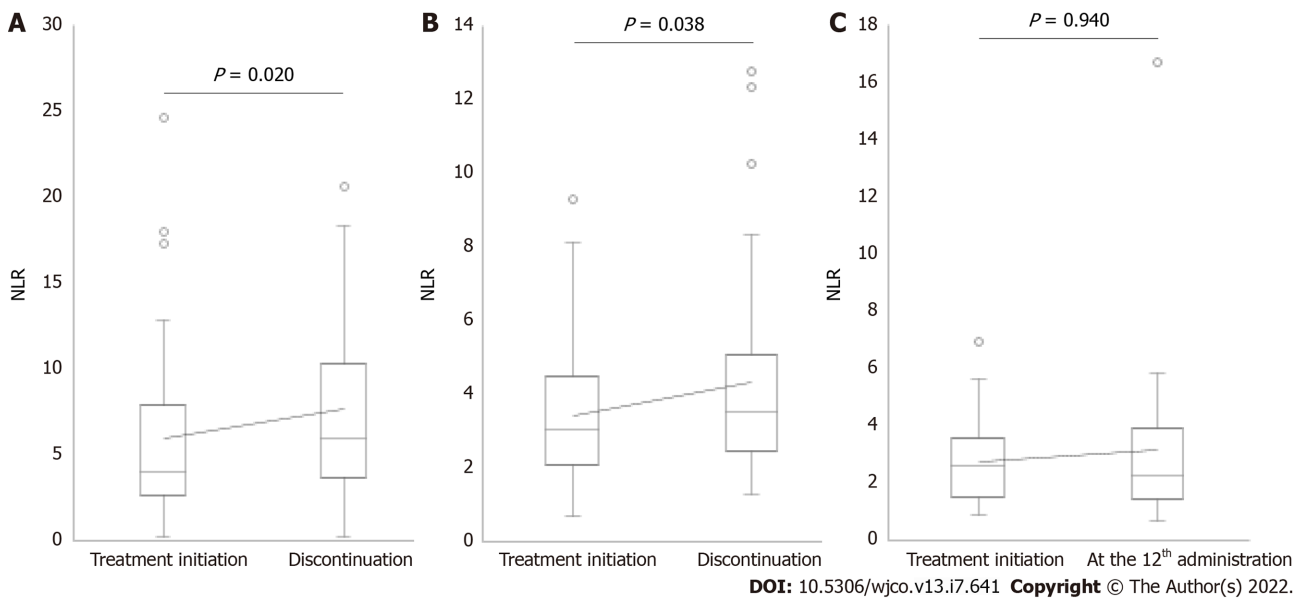 A
30
25
20
15
10
5
0
NLR
P = 0.020
Treatment initiation
Discontinuation
B
14
12
10
8
6
4
2
0
NLR
P = 0.038
Treatment initiation
Discontinuation
C
18
16
14
12
10
8
6
4
2
0
NLR
P = 0.940
Treatment initiation
At the 12th administration
DOI: 10.5306/wjco.v13.i7.641 Copyright © The Author(s) 2022.